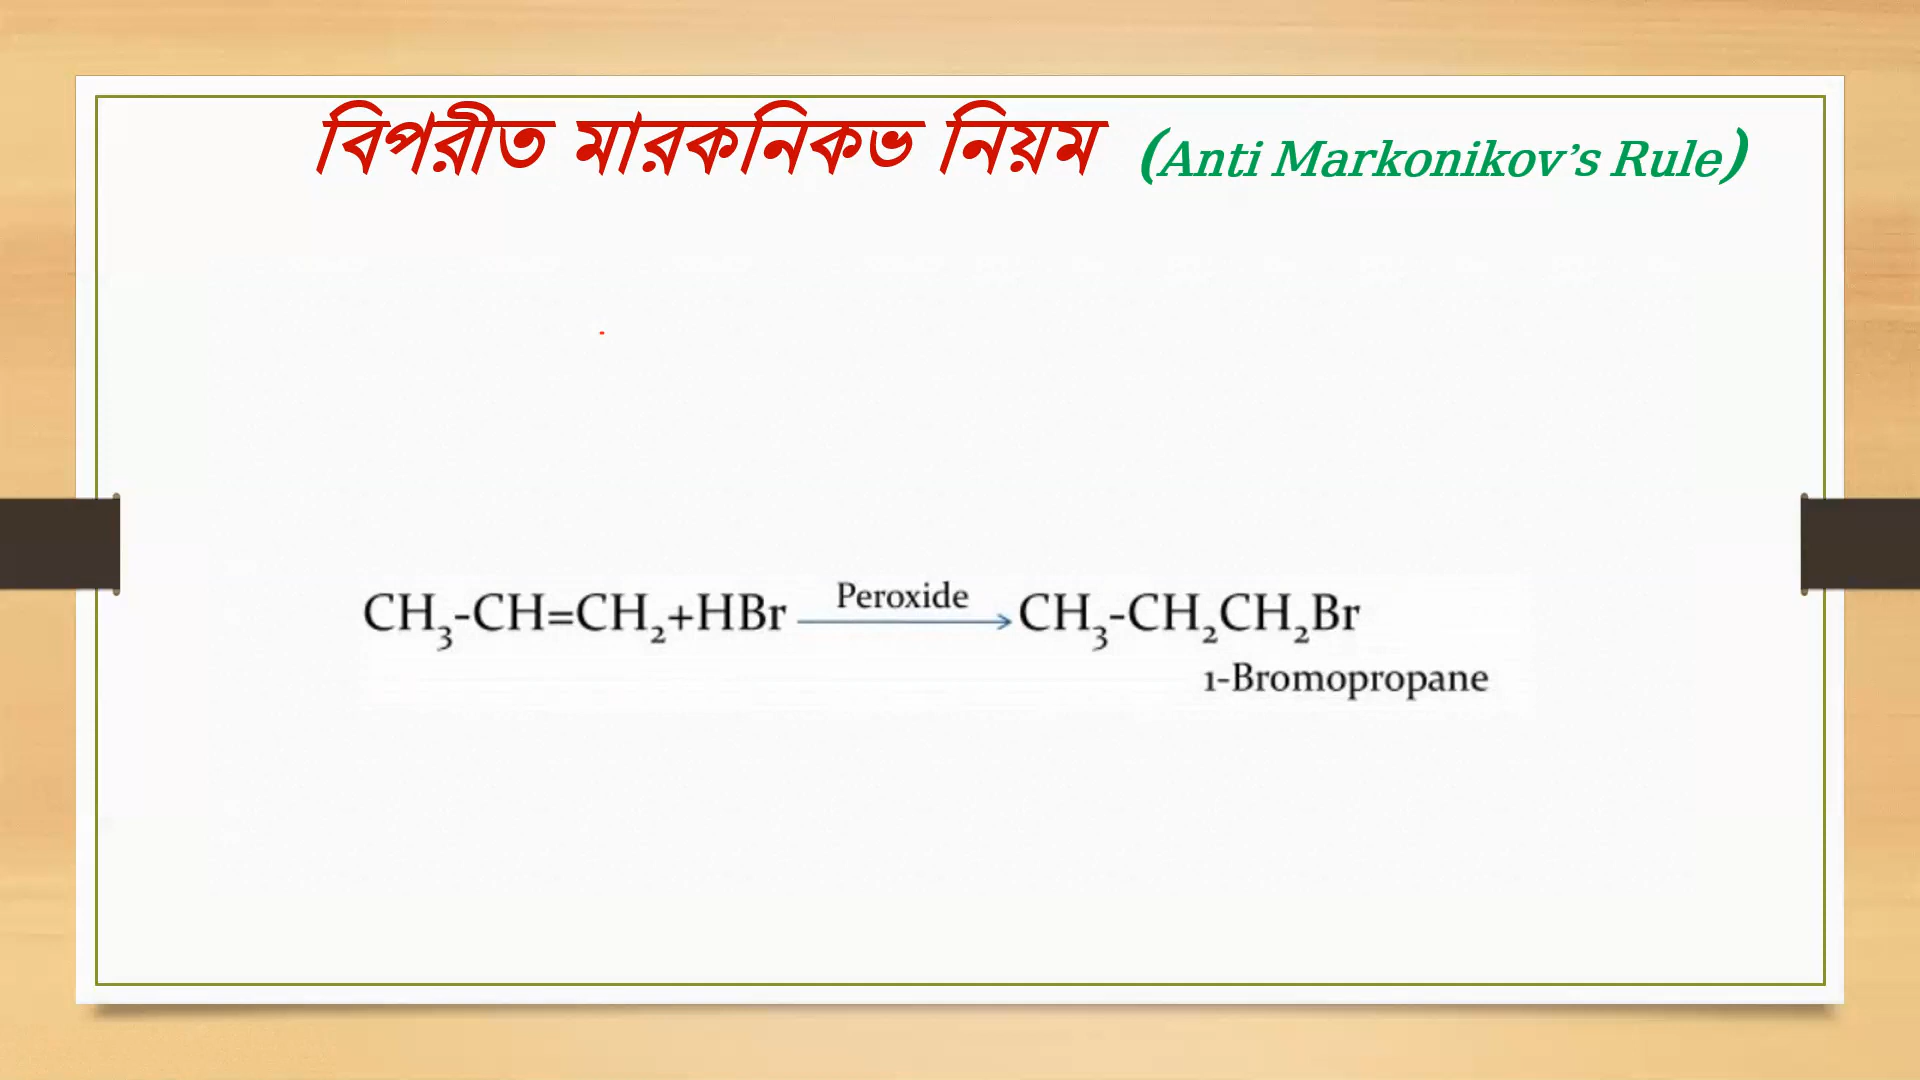 বিপরীত মারকনিকভ নিয়ম (Anti Markonikov’s Rule)
Peroxide
CH₃-CH=CH₂+HBr → CH₃-CH₂CH₂Br
1-Bromopropane